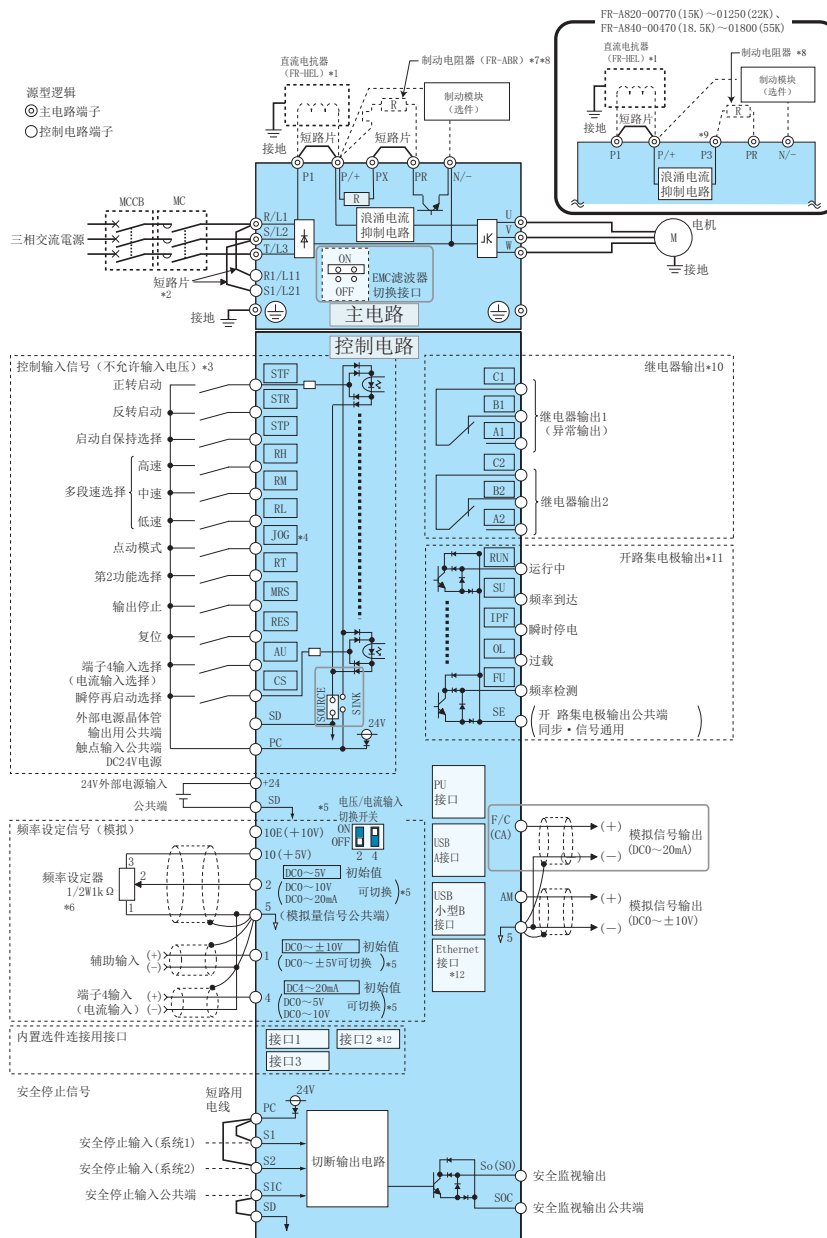 FR-A820-00770(15K)～01250(22K)、
FR-A840-00470(18.5K)～01800(55K)
直流电抗器
(FR-HEL) *1
制动电阻器 *8
制动模块
(选件)
R
接地
短路片
*9
P1
P/+
P3
PR
N/-
浪涌电流
抑制电路
源型逻辑
◎主电路端子
○控制电路端子
直流电抗器
(FR-HEL) *1
制动电阻器（FR-ABR）*7*8
制动模块
(选件)
R
接地
短路片
短路片
P1
P/+
PX
PR
N/-
R
浪涌电流
抑制电路
MCCB
MC
三相交流電源
R/L1
S/L2
T/L3
R1/L11
S1/L21
短路片
*2
接地
ON
OFF
EMC滤波器
切换接口
主电路
U
V
W
电机
M
接地
控制电路
控制输入信号（不允许输入电压）*3
正转启动
STF
反转启动
STR
启动自保持选择
STP
多段速选择
高速
RH
中速
RM
低速
RL
点动模式
JOG
*4
第2功能选择
RT
输出停止
MRS
复位
RES
端子4输入选择
(电流输入选择)
AU
瞬停再启动选择
CS
外部电源晶体管
输出用公共端
SD
触点输入公共端
DC24V电源
PC
SOURCE
SINK
24V
24V外部电源输入
+24
公共端
SD
继电器输出*10
C1
B1
A1
继电器输出1
(异常输出)
C2
B2
A2
继电器输出2
开路集电极输出*11
RUN
运行中
SU
频率到达
IPF
瞬时停电
OL
过载
FU
频率检测
SE
(开 路集电极输出公共端
同步・信号通用)
频率设定信号（模拟）
*5
电压/电流输入
切换开关
ON
OFF
2 4
10E(＋10V)
10(＋5V)
频率设定器
1/2W1kΩ
*6
3
2
1
2
DC0～5V 初始值
(DC0～10V
DC0～20mA 可切换)*5
5
(模拟量信号公共端)
辅助输入
(+)
(-)
1
DC0～±10V 初始值
(DC0～±5V可切换)*5
端子4输入
(电流输入)
(+)
(-)
4
DC4～20mA 初始值
(DC0～5V
DC0～10V 可切换)*5
PU
接口
USB
A接口
USB
小型B
接口
Ethernet
接口
*12
F/C
(CA)
(+)
(-)
模拟信号输出
(DC0～20mA)
AM
5
(+)
(-)
模拟信号输出
(DC0～±10V)
内置选件连接用接口
接口1
接口2 *12
接口3
安全停止信号
短路用
电线
PC
24V
安全停止输入(系统1)
S1
安全停止输入(系统2)
S2
安全停止输入公共端
SIC
SD
切断输出电路
So(SO)
安全监视输出
SOC
安全监视输出公共端